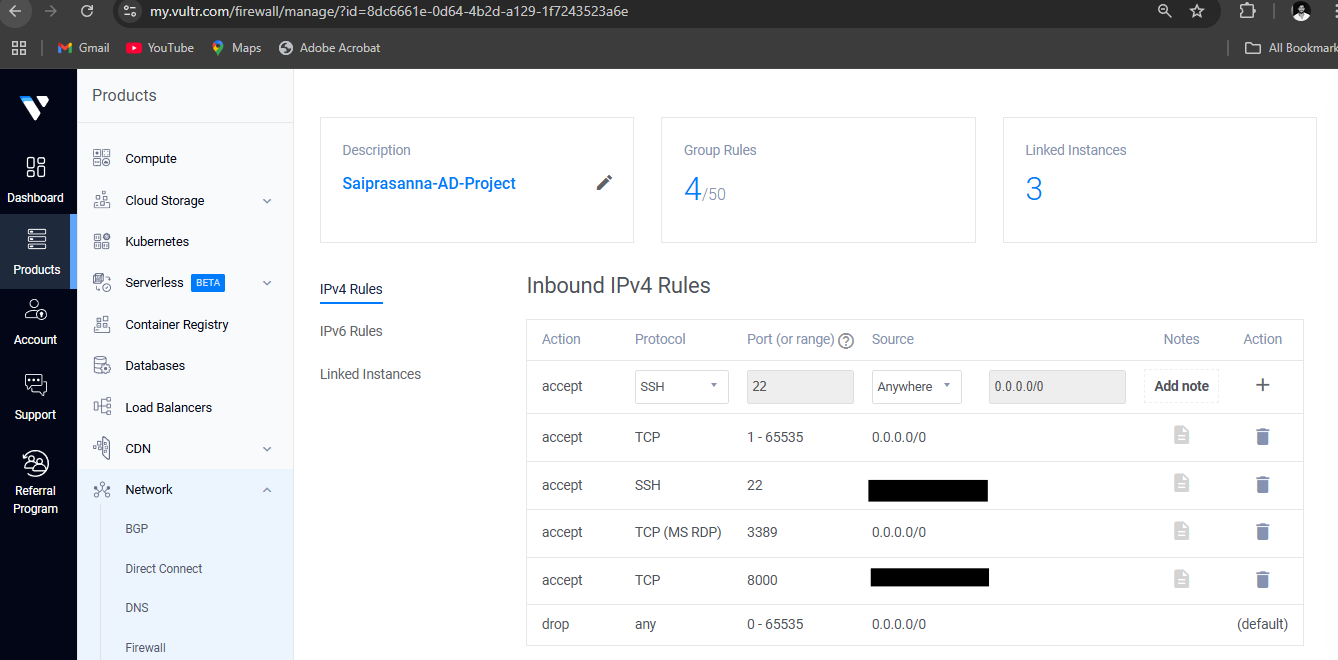 my.vultr.com/firewall/manage/?id=8dc6661e-0d64-4b2d-a129-1f7243523a6e
Gmail YouTube Maps Adobe Acrobat All Bookmark
Dashboard
Products
Account
Support
Referral
Program
Products
Compute
Cloud Storage
Kubernetes
Serverless BETA
Container Registry
Databases
Load Balancers
CDN
Network
BGP
Direct Connect
DNS
Firewall
Description
Saiprasanna-AD-Project
Group Rules
4/50
Linked Instances
3
IPv4 Rules
IPv6 Rules
Linked Instances
Inbound IPv4 Rules
Action Protocol Port (or range) ? Source Notes Action
accept SSH 22 Anywhere 0.0.0.0/0 Add note +
accept TCP 1 - 65535 0.0.0.0/0
accept SSH 22
accept TCP (MS RDP) 3389 0.0.0.0/0
accept TCP 8000
drop any 0 - 65535 0.0.0.0/0 (default)